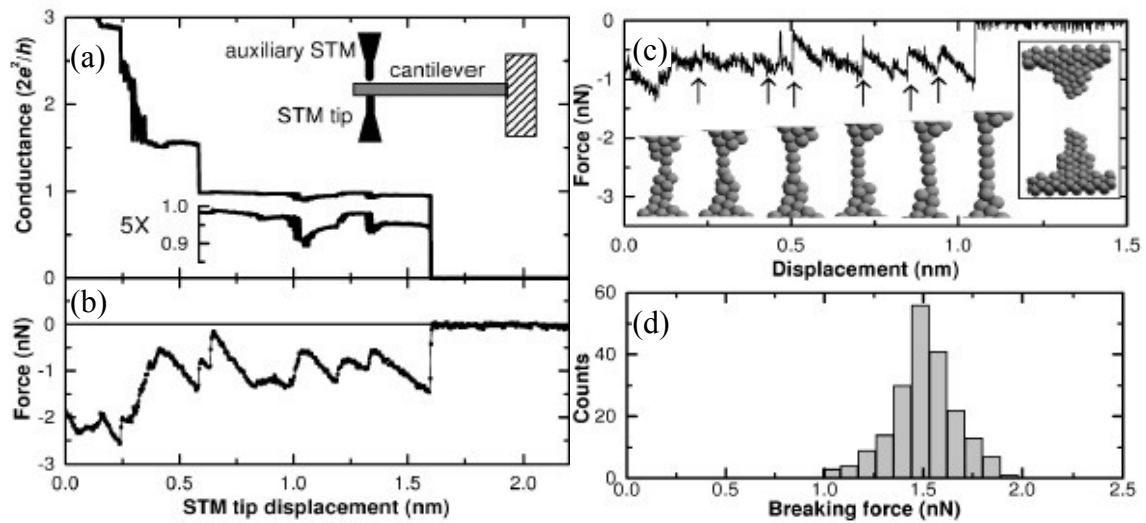 (a)
Conductance (2e²/h)
3
2
1
0
auxiliary STM
cantilever
STM tip
5X
1.0
0.9
(b)
Force (nN)
0
-1
-2
-3
0.0 0.5 1.0 1.5 2.0
STM tip displacement (nm)
(c)
Force (nN)
0
-1
-2
-3
0.0 0.5 1.0 1.5
Displacement (nm)
(d)
Counts
60
40
20
0
0.0 0.5 1.0 1.5 2.0 2.5
Breaking force (nN)